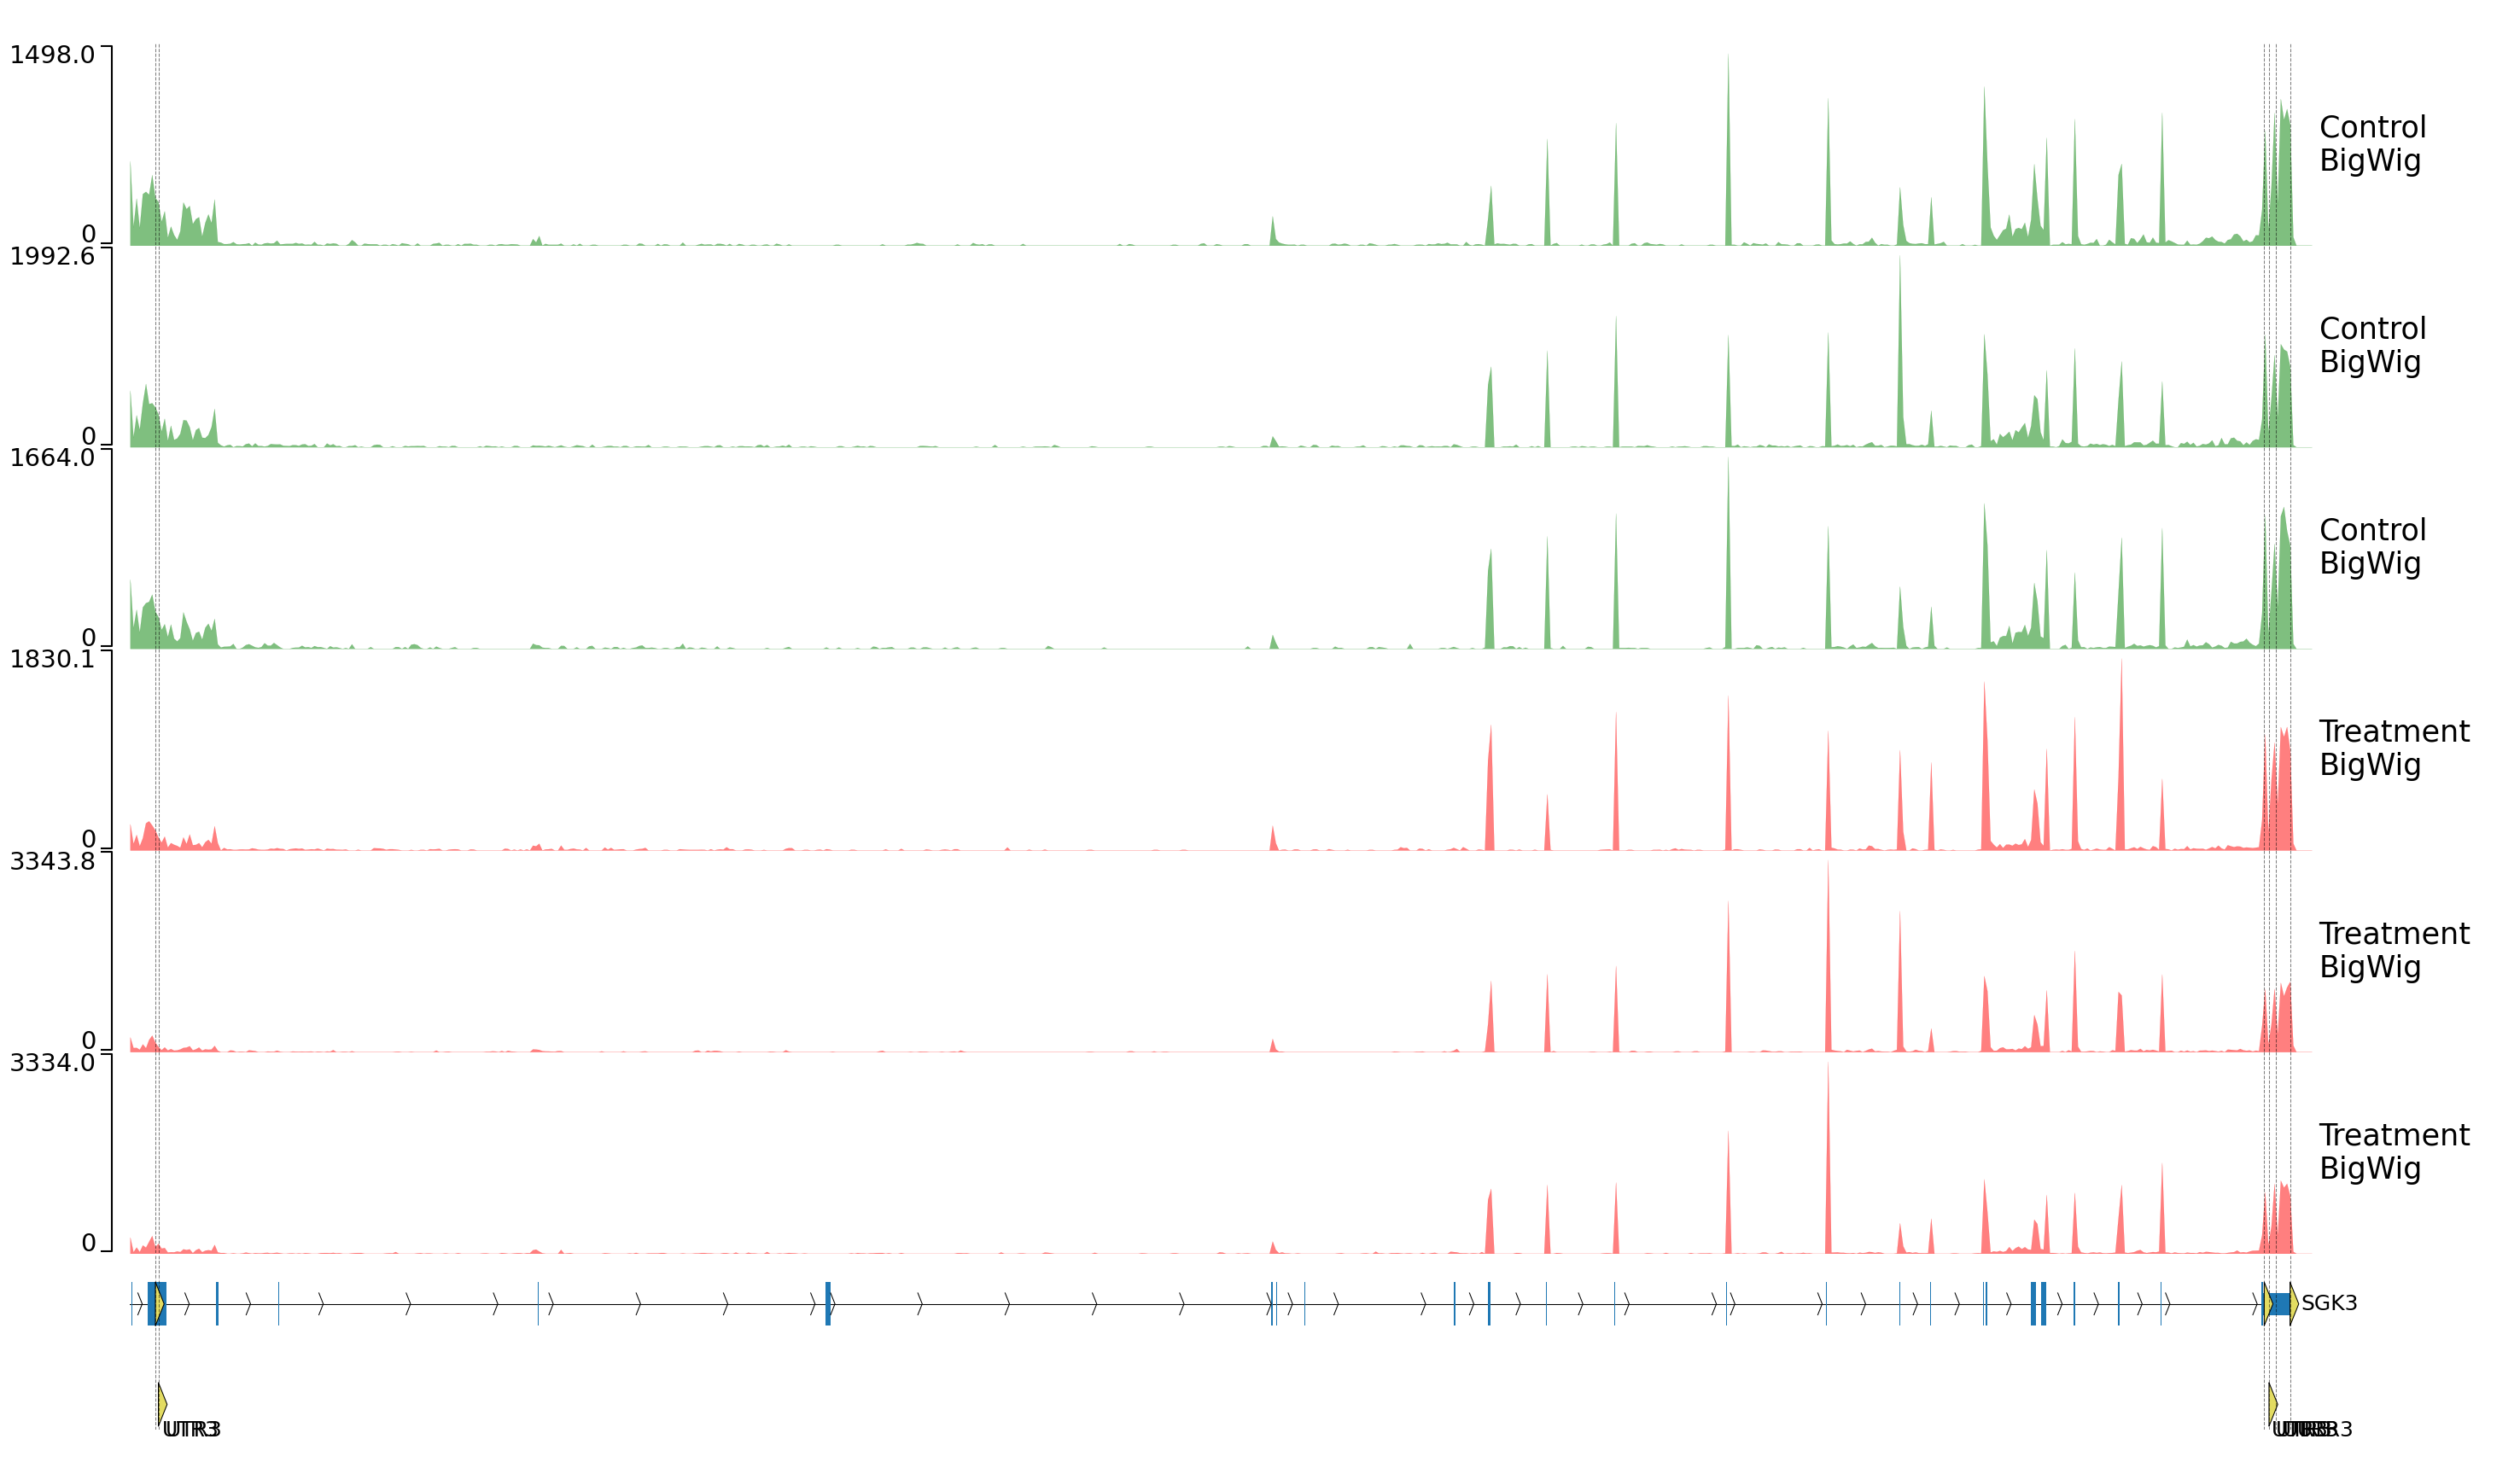 1498.0
0
Control
BigWig
1992.6
0
Control
BigWig
1664.0
0
Control
BigWig
1830.1
0
Treatment
BigWig
3343.8
0
Treatment
BigWig
3334.0
0
Treatment
BigWig
SGK3
UTR3